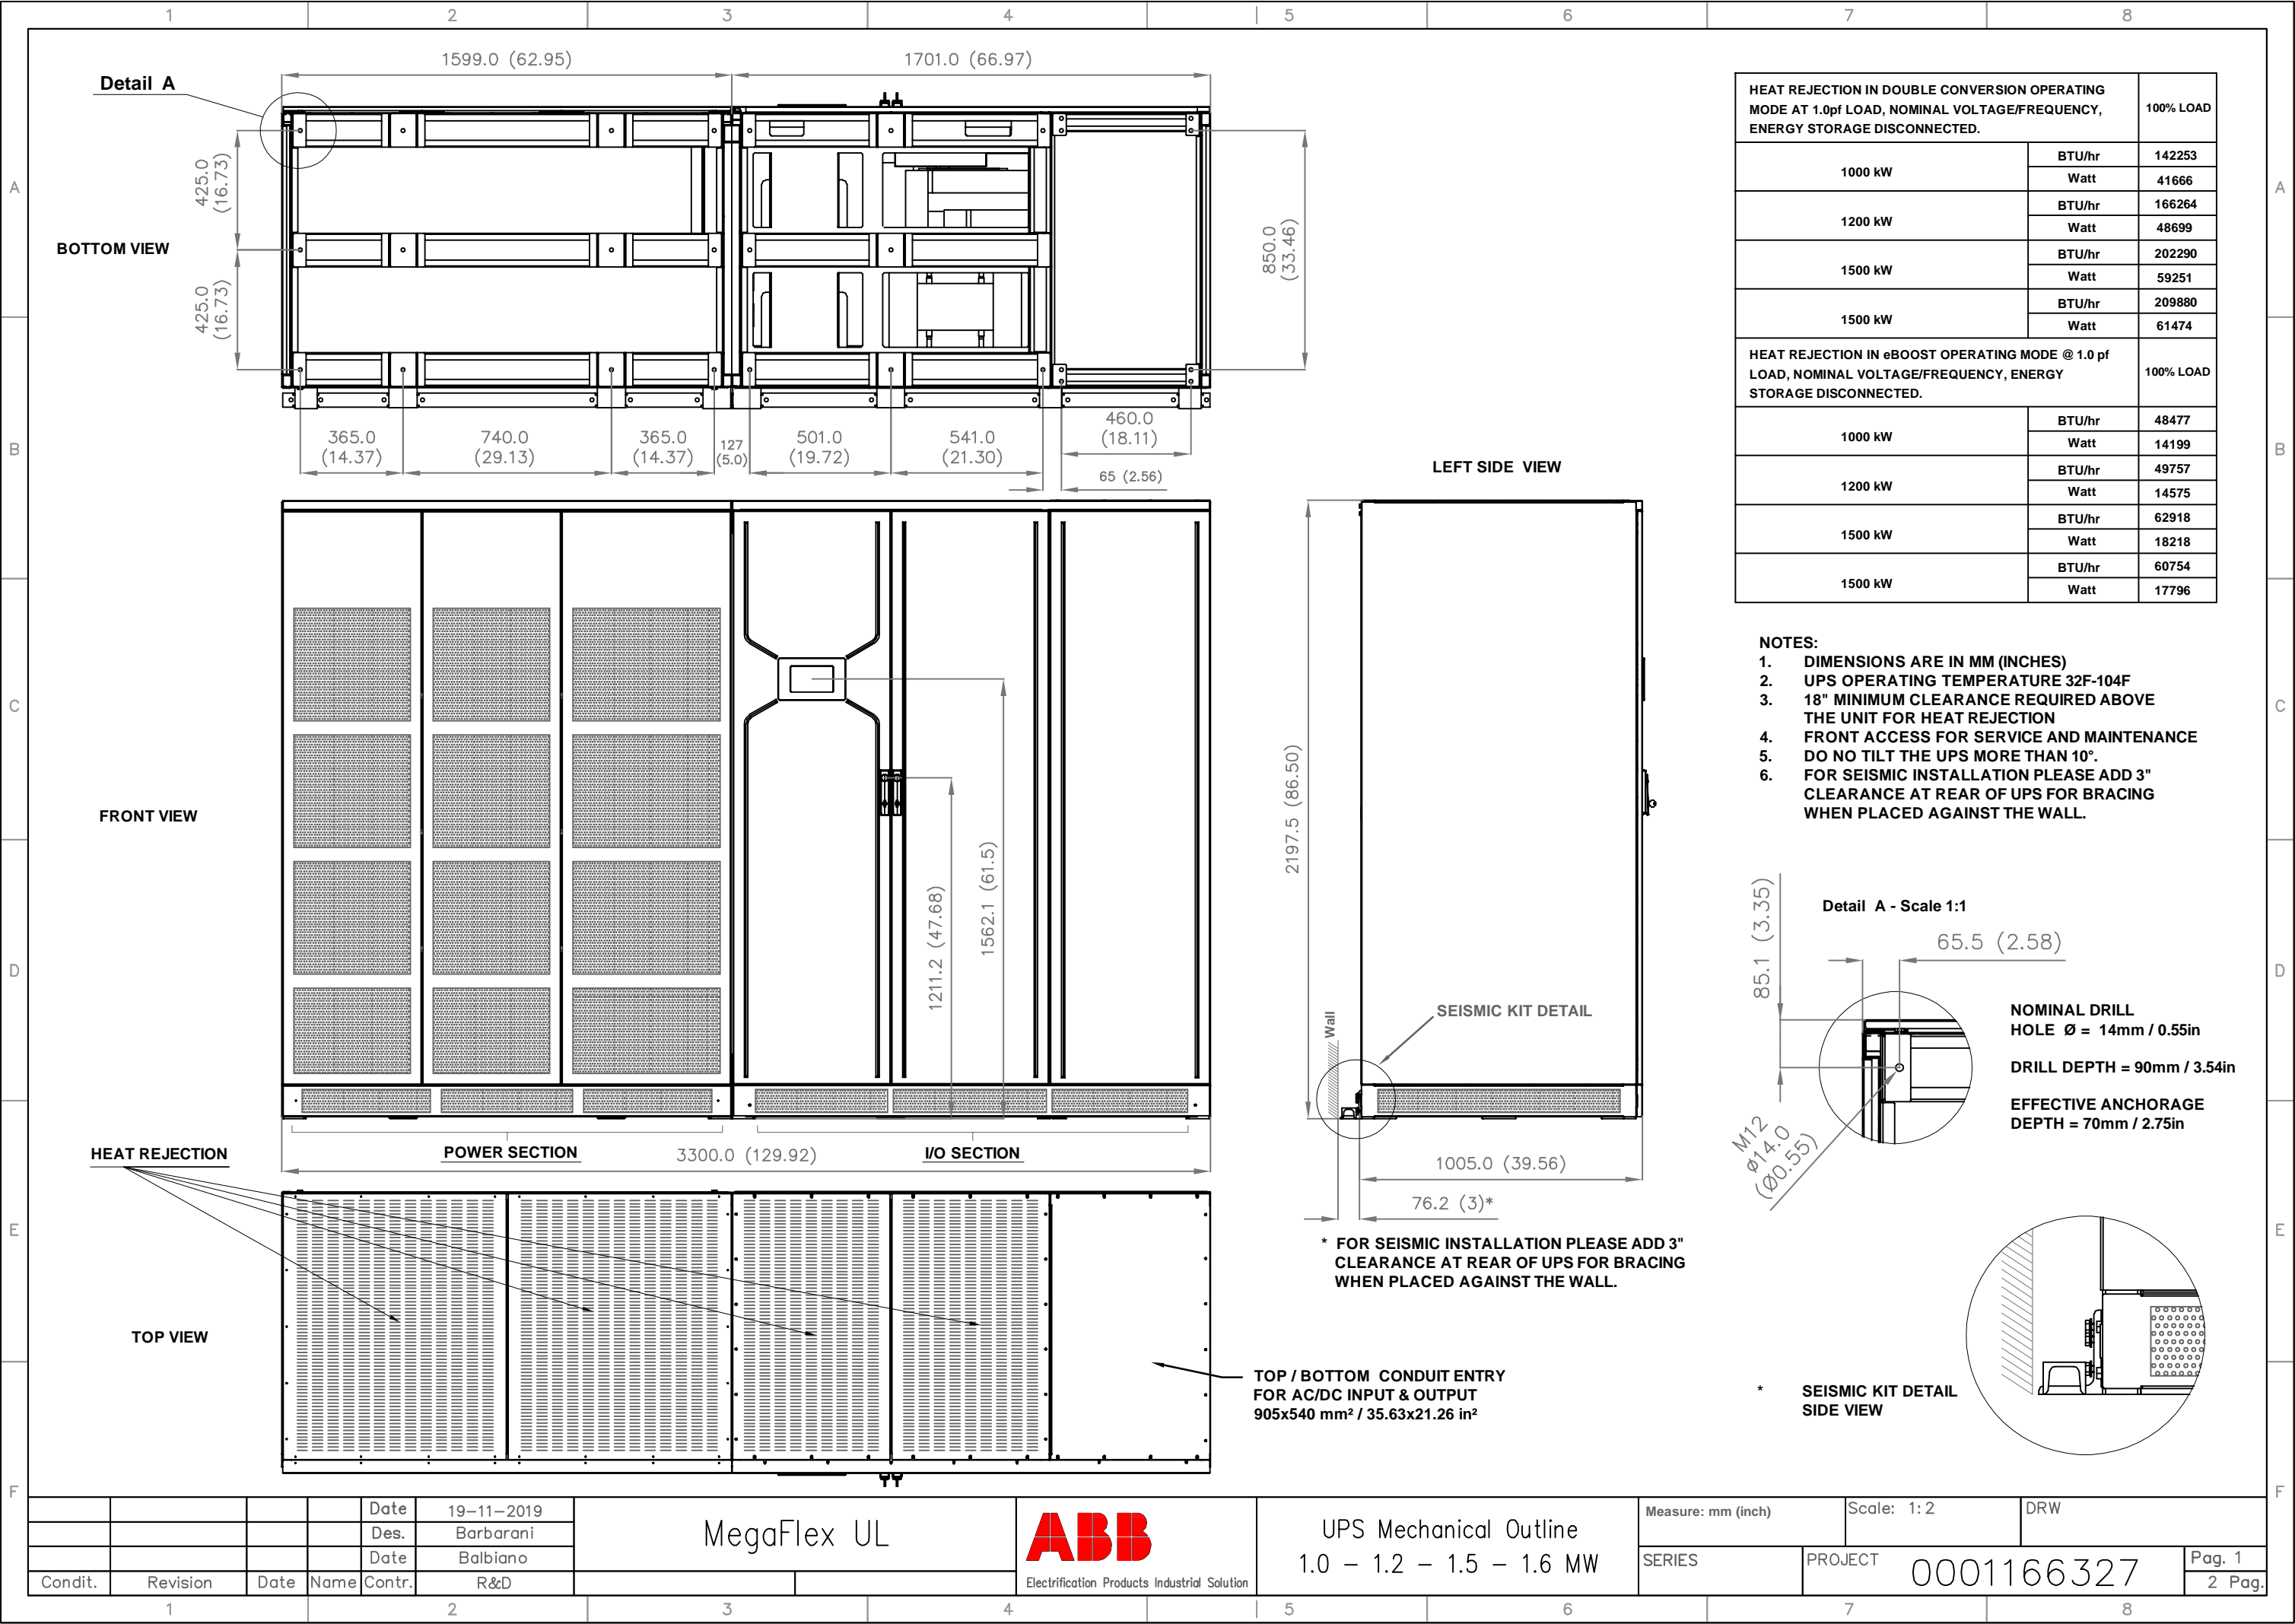 1 2 3 4 5 6 7 8
A
B
C
D
E
F
1599.0 (62.95)
1701.0 (66.97)
Detail A
BOTTOM VIEW
425.0
(16.73)
425.0
(16.73)
850.0
(33.46)
365.0
(14.37)
740.0
(29.13)
365.0
(14.37)
127
(5.0)
501.0
(19.72)
541.0
(21.30)
460.0
(18.11)
65 (2.56)
FRONT VIEW
1211.2 (47.68)
1562.1 (61.5)
POWER SECTION
3300.0 (129.92)
I/O SECTION
HEAT REJECTION
TOP VIEW
TOP / BOTTOM CONDUIT ENTRY
FOR AC/DC INPUT & OUTPUT
905x540 mm² / 35.63x21.26 in²
LEFT SIDE VIEW
2197.5 (86.50)
Wall
SEISMIC KIT DETAIL
1005.0 (39.56)
76.2 (3)*
* FOR SEISMIC INSTALLATION PLEASE ADD 3"
CLEARANCE AT REAR OF UPS FOR BRACING
WHEN PLACED AGAINST THE WALL.
HEAT REJECTION IN DOUBLE CONVERSION OPERATING
MODE AT 1.0pf LOAD, NOMINAL VOLTAGE/FREQUENCY,
ENERGY STORAGE DISCONNECTED.
100% LOAD
1000 kW
BTU/hr 142253
Watt 41666
1200 kW
BTU/hr 166264
Watt 48699
1500 kW
BTU/hr 202290
Watt 59251
1500 kW
BTU/hr 209880
Watt 61474
HEAT REJECTION IN eBOOST OPERATING MODE @ 1.0 pf
LOAD, NOMINAL VOLTAGE/FREQUENCY, ENERGY
STORAGE DISCONNECTED.
100% LOAD
1000 kW
BTU/hr 48477
Watt 14199
1200 kW
BTU/hr 49757
Watt 14575
1500 kW
BTU/hr 62918
Watt 18218
1500 kW
BTU/hr 60754
Watt 17796
NOTES:
1. DIMENSIONS ARE IN MM (INCHES)
2. UPS OPERATING TEMPERATURE 32F-104F
3. 18" MINIMUM CLEARANCE REQUIRED ABOVE
THE UNIT FOR HEAT REJECTION
4. FRONT ACCESS FOR SERVICE AND MAINTENANCE
5. DO NO TILT THE UPS MORE THAN 10°.
6. FOR SEISMIC INSTALLATION PLEASE ADD 3"
CLEARANCE AT REAR OF UPS FOR BRACING
WHEN PLACED AGAINST THE WALL.
Detail A - Scale 1:1
85.1 (3.35)
65.5 (2.58)
M12
Ø14.0
(Ø0.55)
NOMINAL DRILL
HOLE Ø = 14mm / 0.55in
DRILL DEPTH = 90mm / 3.54in
EFFECTIVE ANCHORAGE
DEPTH = 70mm / 2.75in
* SEISMIC KIT DETAIL
SIDE VIEW
Date 19-11-2019
Des. Barbarani
Date Balbiano
Condit. Revision Date Name Contr. R&D
MegaFlex UL
ABB
Electrification Products Industrial Solution
UPS Mechanical Outline
1.0 - 1.2 - 1.5 - 1.6 MW
Measure: mm (inch)
Scale: 1:2
DRW
SERIES
PROJECT 0001166327
Pag. 1
2 Pag.
A
B
C
D
E
F
1 2 3 4 5 6 7 8